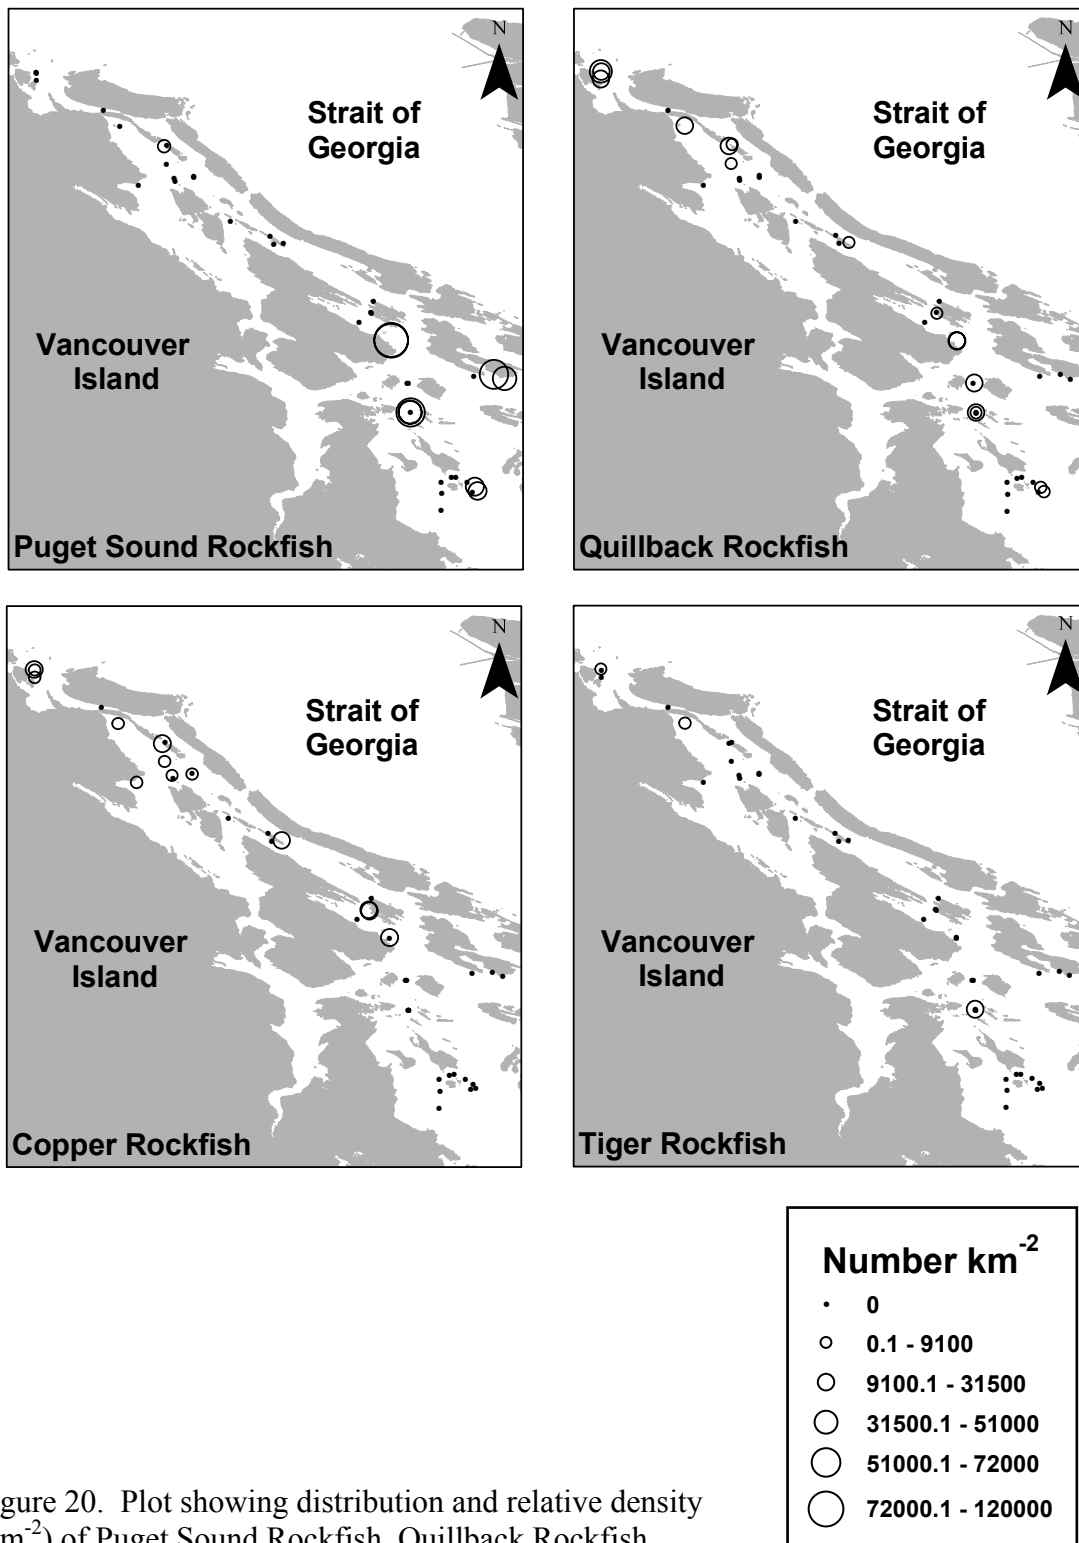 N
Strait of
Georgia
Vancouver
Island
Puget Sound Rockfish
N
Strait of
Georgia
Vancouver
Island
Quillback Rockfish
N
Strait of
Georgia
Vancouver
Island
Copper Rockfish
N
Strait of
Georgia
Vancouver
Island
Tiger Rockfish
Number km-2
0
0.1 - 9100
9100.1 - 31500
31500.1 - 51000
51000.1 - 72000
72000.1 - 120000
gure 20. Plot showing distribution and relative density
m-2) of Puget Sound Rockfish, Quillback Rockfish